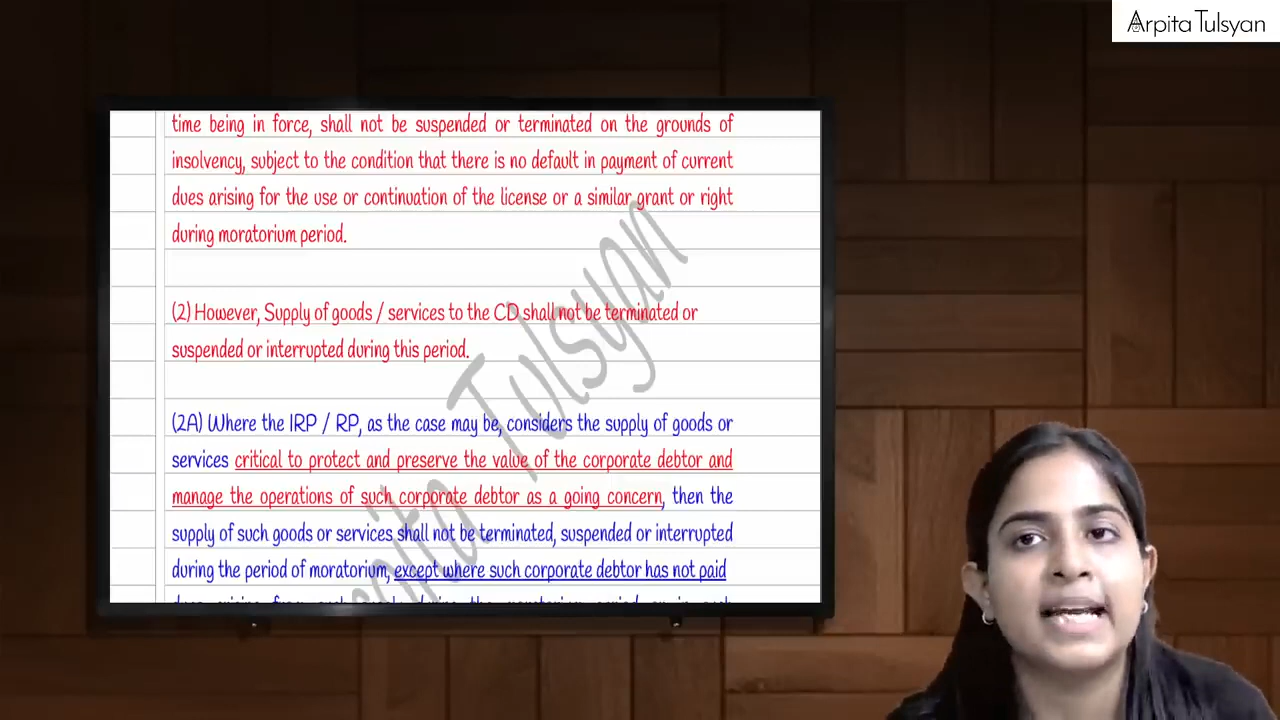 Arpita Tulsyan
time being in force, shall not be suspended or terminated on the grounds of
insolvency, subject to the condition that there is no default in payment of current
dues arising for the use or continuation of the license or a similar grant or right
during moratorium period.
(2) However, Supply of goods / services to the CD shall not be terminated or
suspended or interrupted during this period.
(2A) Where the IRP / RP, as the case may be, considers the supply of goods or
services critical to protect and preserve the value of the corporate debtor and
manage the operations of such corporate debtor as a going concern, then the
supply of such goods or services shall not be terminated, suspended or interrupted
during the period of moratorium, except where such corporate debtor has not paid